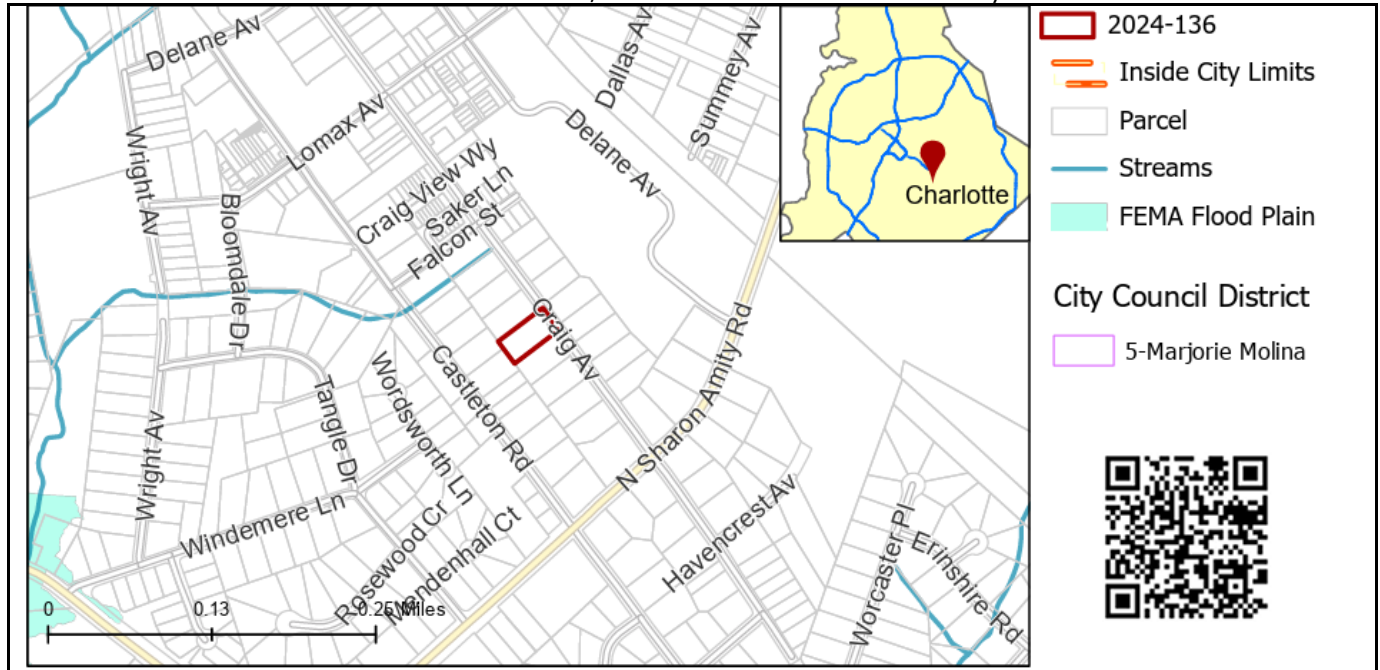 Delane Av
Dallas Av
Summey Av
Lomax Av
Delane Av
Wright Av
Craig View Wy
Saker Ln
Falcon St
Bloomdale Dr
Craig Av
N Sharon Amity Rd
Castleton Rd
Wordsworth Ln
Tangle Dr
Wright Av
Windemere Ln
Rosewood Cr
Mendenhall Ct
Havencrest Av
Worcaster Pl
Erinshire Rd
0 0.13 0.25 Miles
Charlotte
2024-136
Inside City Limits
Parcel
Streams
FEMA Flood Plain
City Council District
5-Marjorie Molina